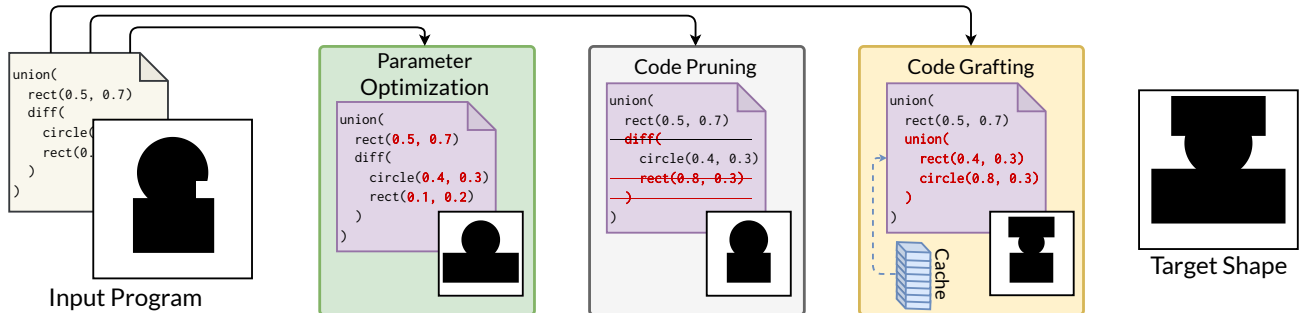 union(
rect(0.5, 0.7)
diff(
circle(
rect(0.
)
)
Input Program
Parameter
Optimization
union(
rect(0.5, 0.7)
diff(
circle(0.4, 0.3)
rect(0.1, 0.2)
)
)
Code Pruning
union(
rect(0.5, 0.7)
diff(
circle(0.4, 0.3)
rect(0.8, 0.3)
)
)
Code Grafting
union(
rect(0.5, 0.7)
union(
rect(0.4, 0.3)
circle(0.8, 0.3)
)
)
Cache
Target Shape